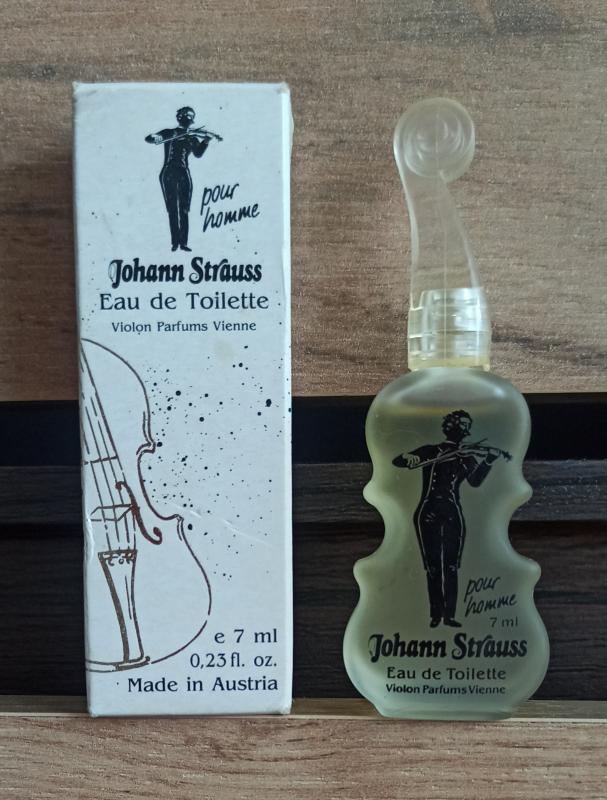 pour
homme
Johann Strauss
Eau de Toilette
Violon Parfums Vienne
e 7 ml
0,23 fl. oz.
Made in Austria
pour
homme
7 ml
Johann Strauss
Eau de Toilette
Violon Parfums Vienne